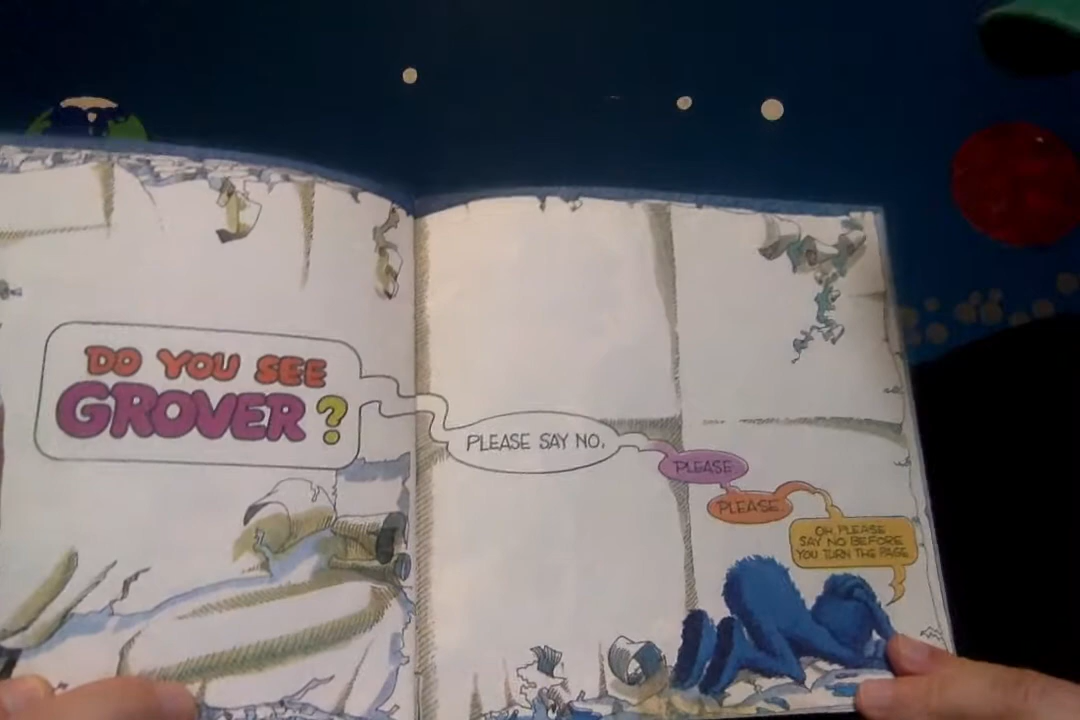 DO YOU SEE
GROVER?
PLEASE SAY NO.
PLEASE
PLEASE.
OH, PLEASE
SAY NO BEFORE
YOU TURN THE PAGE